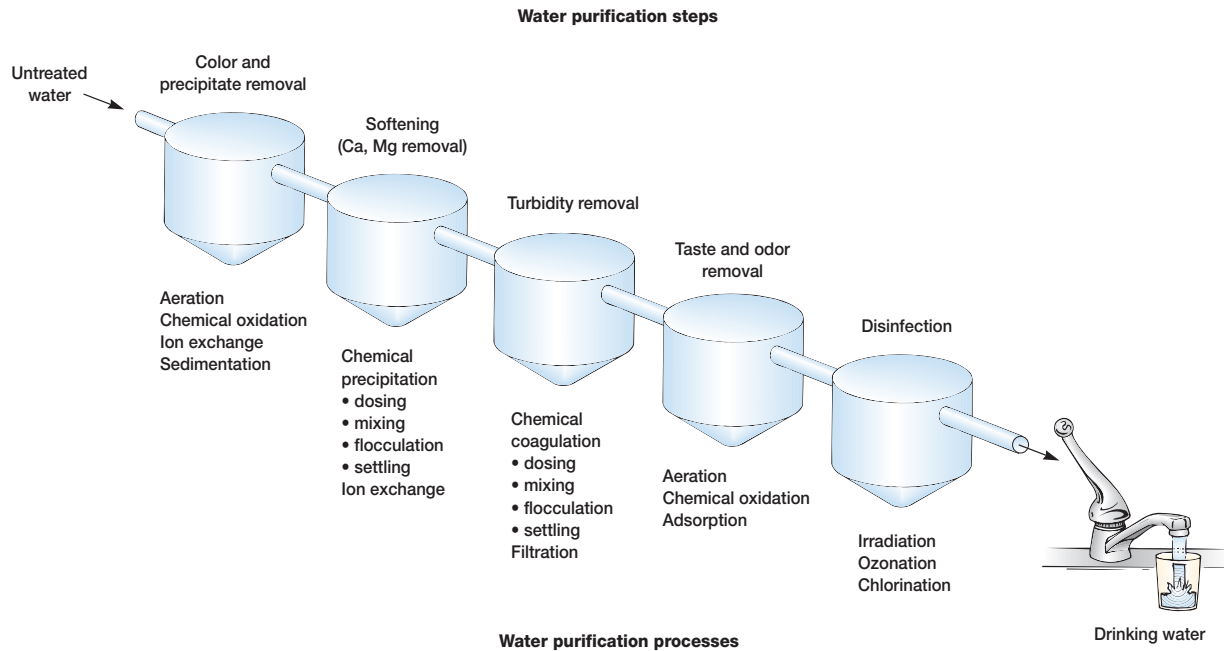 Water purification steps
Untreated
water
Color and
precipitate removal
Aeration
Chemical oxidation
Ion exchange
Sedimentation
Softening
(Ca, Mg removal)
Chemical
precipitation
• dosing
• mixing
• flocculation
• settling
Ion exchange
Turbidity removal
Chemical
coagulation
• dosing
• mixing
• flocculation
• settling
Filtration
Taste and odor
removal
Aeration
Chemical oxidation
Adsorption
Disinfection
Irradiation
Ozonation
Chlorination
Drinking water
Water purification processes